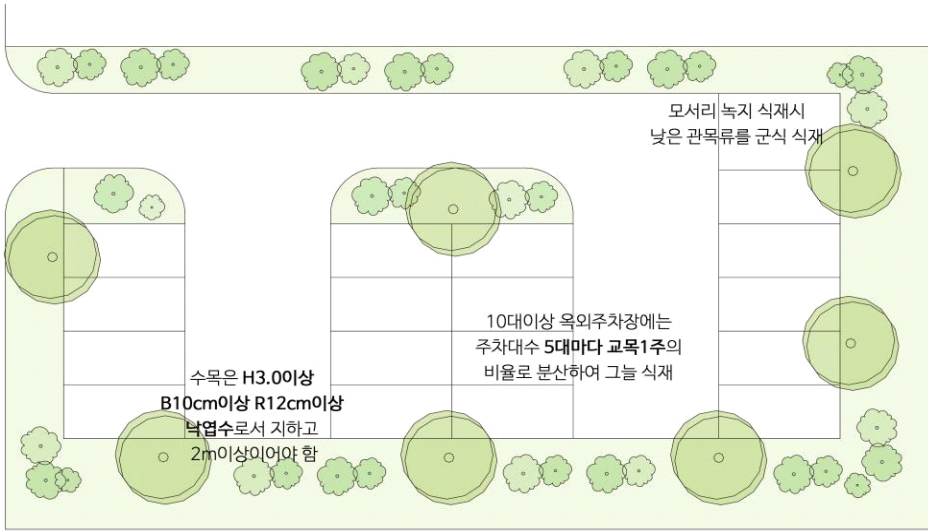 모서리 녹지 식재시
낮은 관목류를 군식 식재
10대이상 옥외주차장에는
주차대수 5대마다 교목1주의
비율로 분산하여 그늘 식재
수목은 H3.0이상
B10cm이상 R12cm이상
낙엽수로서 지하고
2m이상이어야 함